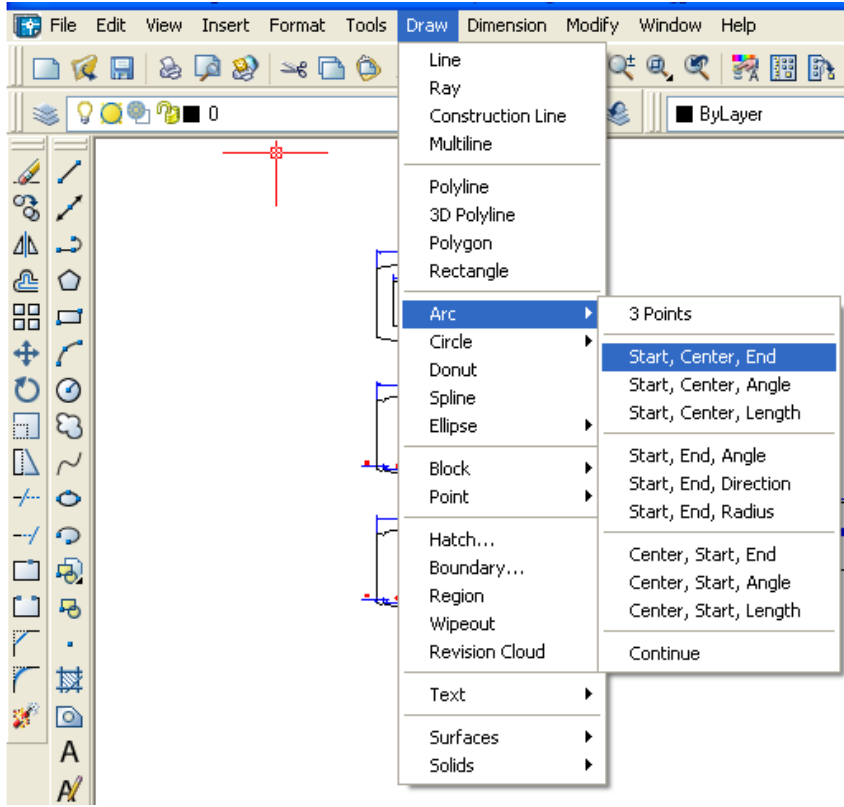 File Edit View Insert Format Tools Draw Dimension Modify Window Help
0
ByLayer
Line
Ray
Construction Line
Multiline
Polyline
3D Polyline
Polygon
Rectangle
Arc
Circle
Donut
Spline
Ellipse
Block
Point
Hatch...
Boundary...
Region
Wipeout
Revision Cloud
Text
Surfaces
Solids
3 Points
Start, Center, End
Start, Center, Angle
Start, Center, Length
Start, End, Angle
Start, End, Direction
Start, End, Radius
Center, Start, End
Center, Start, Angle
Center, Start, Length
Continue
A
A